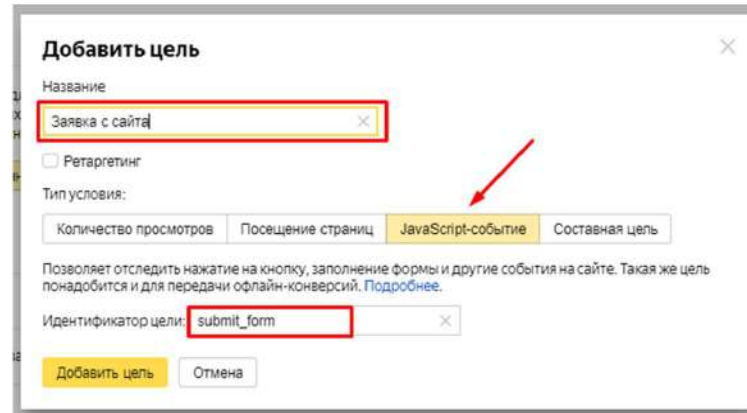 Добавить цель
Название
Заявка с сайта
Ретаргетинг
Тип условия:
Количество просмотров Посещение страниц JavaScript-событие Составная цель
Позволяет отследить нажатие на кнопку, заполнение формы и другие события на сайте. Такая же цель
понадобится и для передачи офлайн-конверсий. Подробнее.
Идентификатор цели: submit_form
Добавить цель Отмена